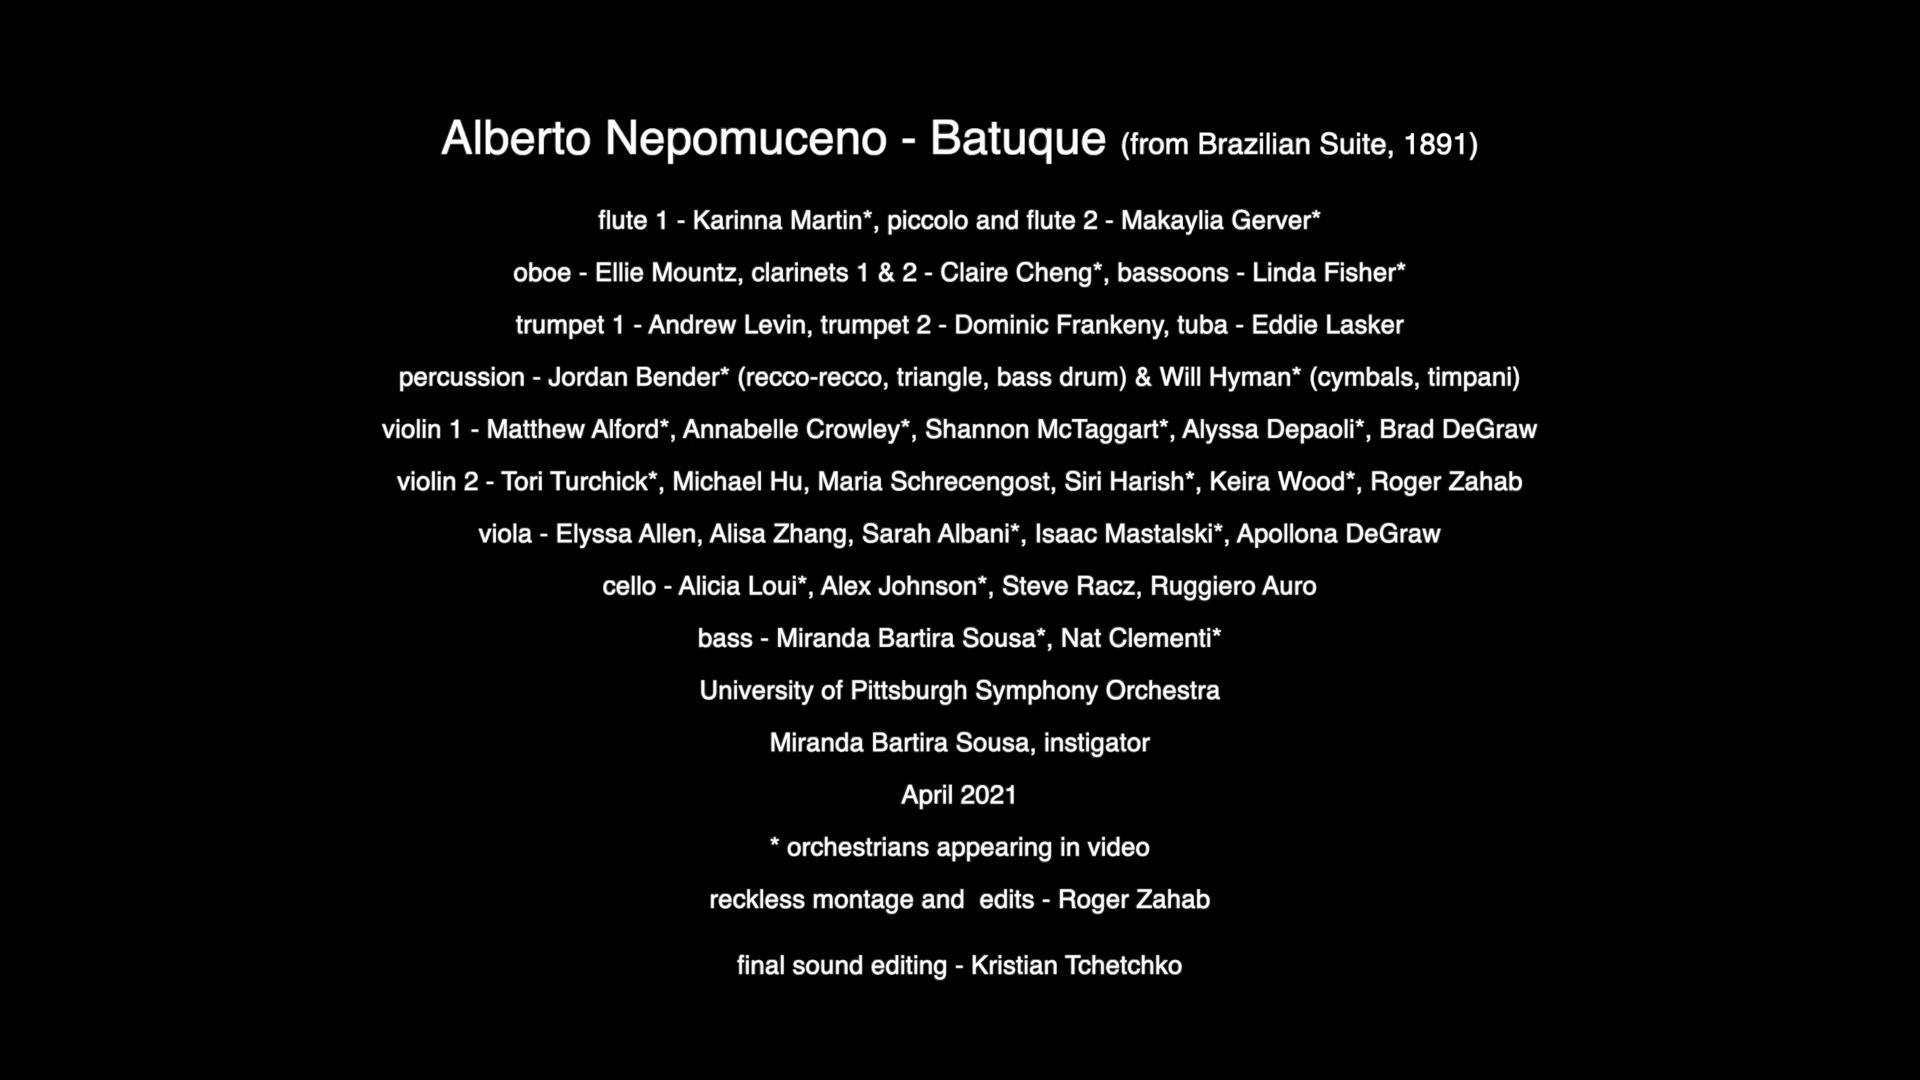 Alberto Nepomuceno - Batuque (from Brazilian Suite, 1891)
flute 1 - Karinna Martin*, piccolo and flute 2 - Makaylia Gerver*
oboe - Ellie Mountz, clarinets 1 & 2 - Claire Cheng*, bassoons - Linda Fisher*
trumpet 1 - Andrew Levin, trumpet 2 - Dominic Frankeny, tuba - Eddie Lasker
percussion - Jordan Bender* (recco-recco, triangle, bass drum) & Will Hyman* (cymbals, timpani)
violin 1 - Matthew Alford*, Annabelle Crowley*, Shannon McTaggart*, Alyssa Depaoli*, Brad DeGraw
violin 2 - Tori Turchick*, Michael Hu, Maria Schrecengost, Siri Harish*, Keira Wood*, Roger Zahab
viola - Elyssa Allen, Alisa Zhang, Sarah Albani*, Isaac Mastalski*, Apollona DeGraw
cello - Alicia Loui*, Alex Johnson*, Steve Racz, Ruggiero Auro
bass - Miranda Bartira Sousa*, Nat Clementi*
University of Pittsburgh Symphony Orchestra
Miranda Bartira Sousa, instigator
April 2021
* orchestrians appearing in video
reckless montage and  edits - Roger Zahab
final sound editing - Kristian Tchetchko